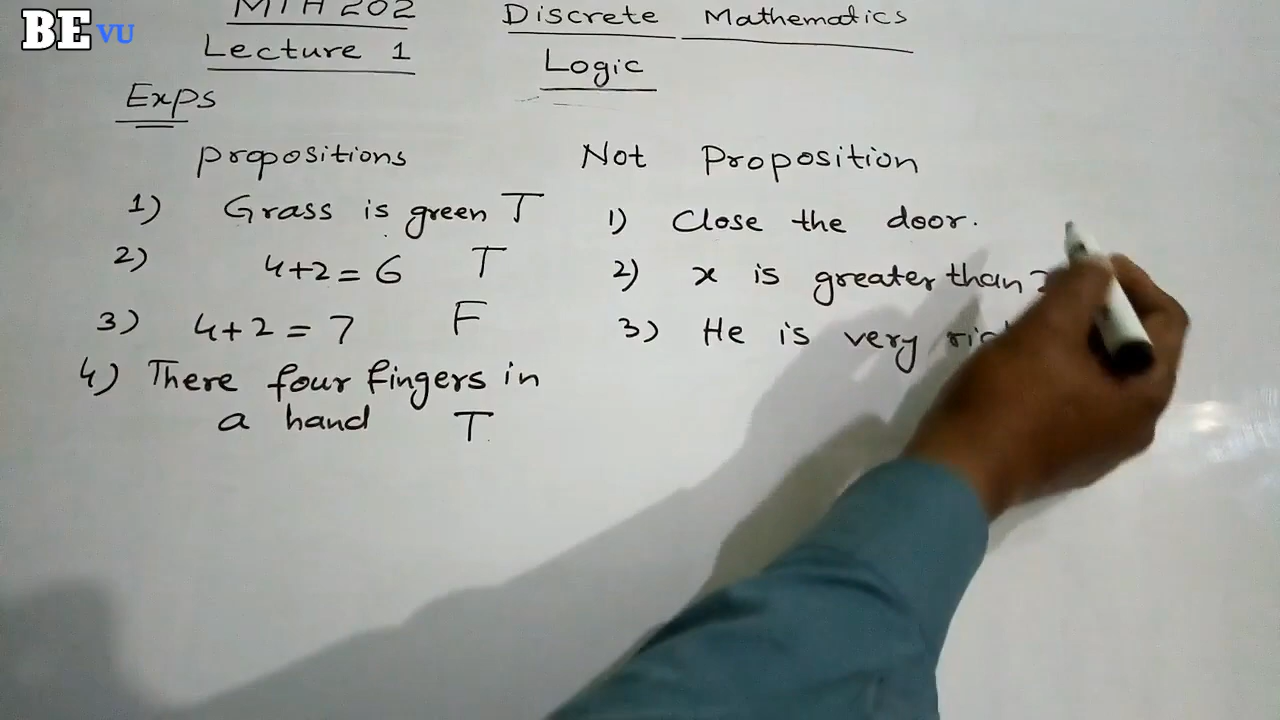 BE VU
MTH 202 Discrete Mathematics
Lecture 1 Logic
Exps
propositions Not Proposition
1) Grass is green T 1) Close the door.
2) 4+2=6 T 2) x is greater than
3) 4+2=7 F 3) He is very
4) There four fingers in
a hand T